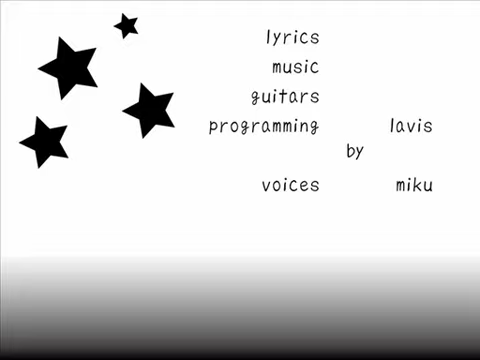 lyrics
music
guitars
programming lavis
by
voices miku